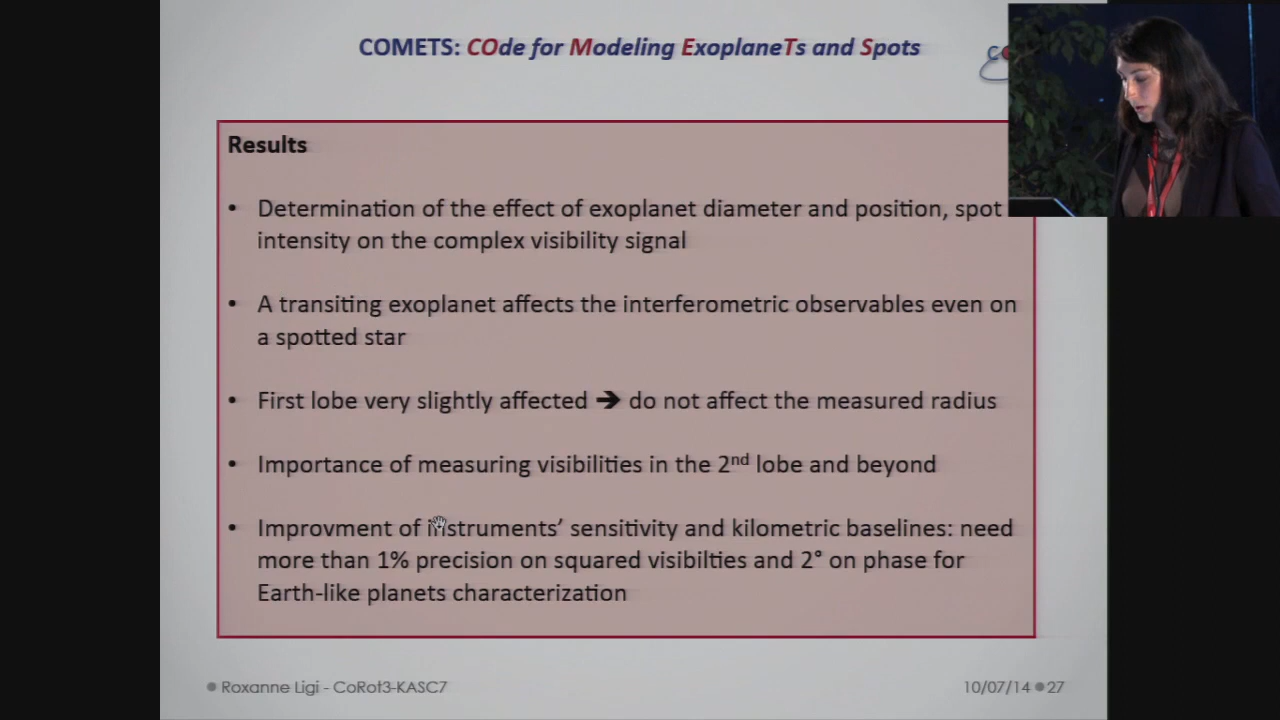 COMETS: COde for Modeling ExoplaneTs and Spots
Results
• Determination of the effect of exoplanet diameter and position, spot
intensity on the complex visibility signal
• A transiting exoplanet affects the interferometric observables even on
a spotted star
• First lobe very slightly affected ➔ do not affect the measured radius
• Importance of measuring visibilities in the 2nd lobe and beyond
• Improvment of instruments’ sensitivity and kilometric baselines: need
more than 1% precision on squared visibilties and 2° on phase for
Earth-like planets characterization
Roxanne Ligi - CoRot3-KASC7
10/07/14 ● 27